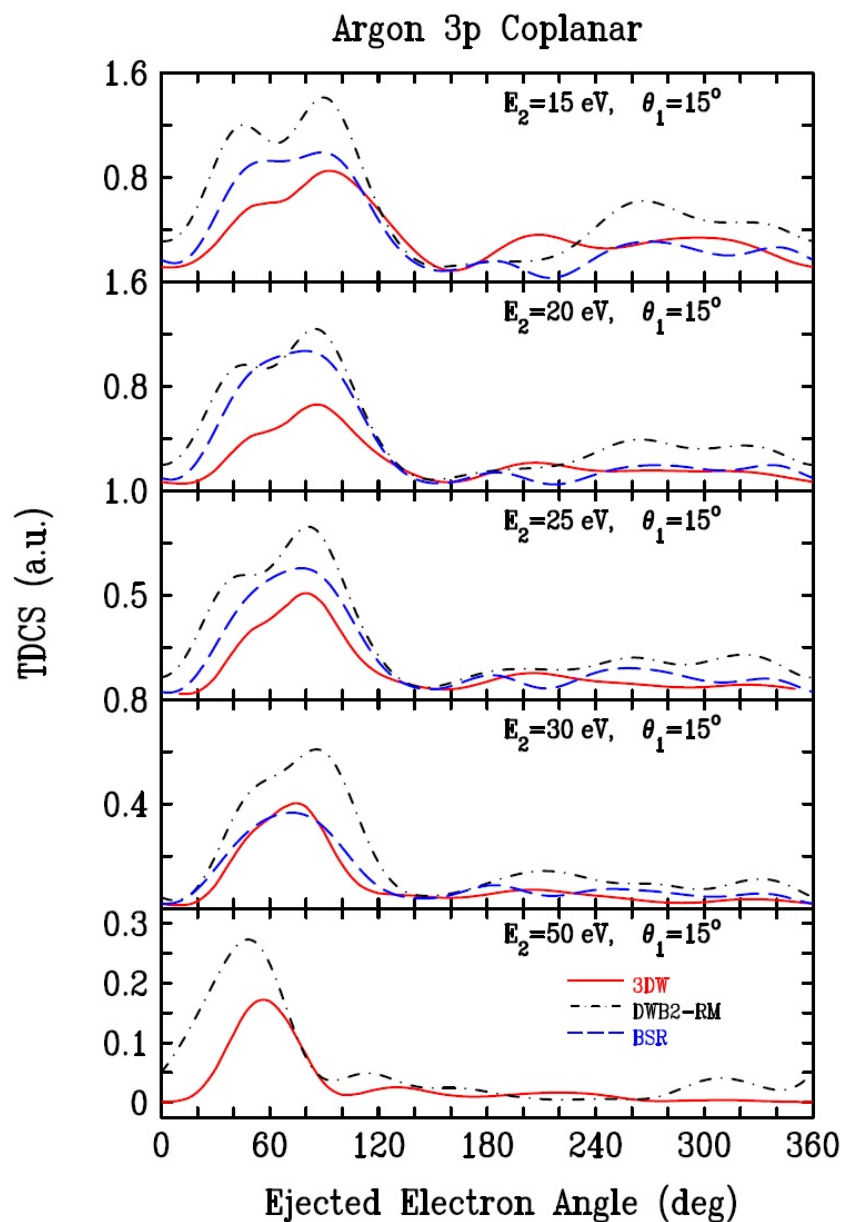 Argon 3p Coplanar
1.6
E₂=15 eV, θ₁=15°
0.8
1.6
E₂=20 eV, θ₁=15°
0.8
1.0
E₂=25 eV, θ₁=15°
0.5
0.8
E₂=30 eV, θ₁=15°
0.4
0.3
E₂=50 eV, θ₁=15°
0.2
3DW
DWB2-RM
BSR
0.1
0
0 60 120 180 240 300 360
Ejected Electron Angle (deg)
TDCS (a.u.)